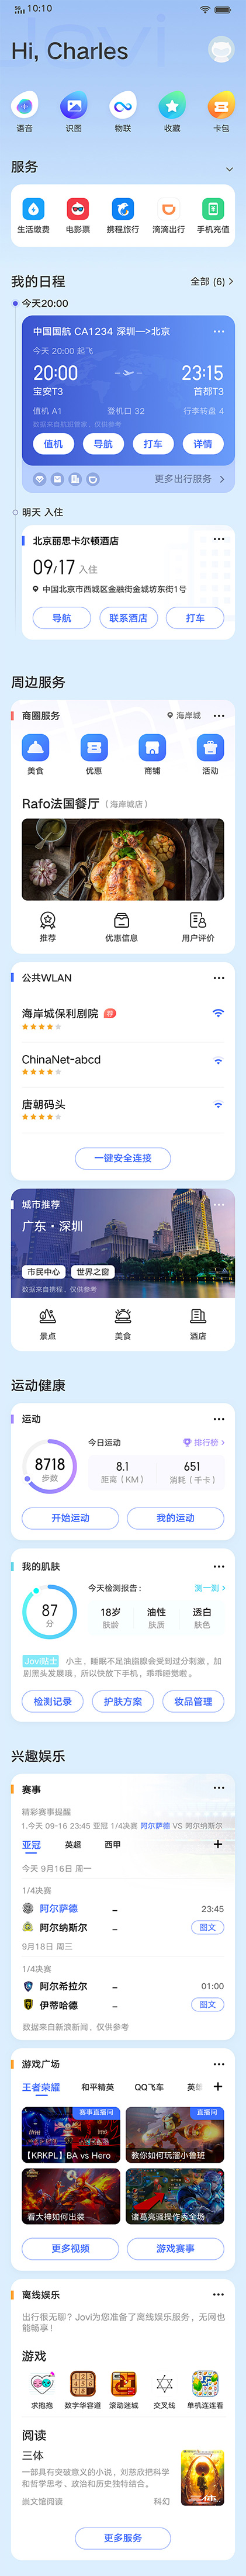 Jovi
5G 10:10
Hi, Charles
语音 识图 物联 收藏 卡包
服务
生活缴费 电影票 携程旅行 滴滴出行 手机充值
我的日程 全部 (6)
今天20:00
中国国航 CA1234 深圳—>北京
今天 20:00 起飞
20:00 23:15
宝安T3 首都T3
值机 A1 登机口 32 行李转盘 4
数据来自航班管家，仅供参考
值机 导航 打车 详情
更多出行服务
明天 入住
北京丽思卡尔顿酒店
09/17 入住
中国北京市西城区金融街金城坊东街1号
导航 联系酒店 打车
周边服务
商圈服务 海岸城
美食 优惠 商铺 活动
Rafo法国餐厅（海岸城店）
推荐 优惠信息 用户评价
公共WLAN
海岸城保利剧院 荐
ChinaNet-abcd
唐朝码头
一键安全连接
城市推荐
广东·深圳
市民中心 世界之窗
数据来自携程，仅供参考
景点 美食 酒店
运动健康
运动
今日运动 排行榜
8718 8.1 651
步数 距离（KM） 消耗（千卡）
开始运动 我的运动
我的肌肤
今天检测报告： 测一测
87 18岁 油性 透白
分 肤龄 肤质 肤色
Jovi贴士 小主，睡眠不足油脂腺会受到过分刺激，加
剧黑头发展哦，所以快放下手机，乖乖睡觉啦。
检测记录 护肤方案 妆品管理
兴趣娱乐
赛事
精彩赛事提醒
1.今天 09-16 23:45 亚冠 1/4决赛 阿尔萨德 VS 阿尔纳斯尔
亚冠 英超 西甲
今天 9月16日 周一
1/4决赛
阿尔萨德 – 23:45
阿尔纳斯尔 – 图文
9月18日 周三
1/4决赛
阿尔希拉尔 – 01:00
伊蒂哈德 – 图文
数据来自新浪新闻，仅供参考
游戏广场
王者荣耀 和平精英 QQ飞车 英雄
赛事直播间 直播间
【KRKPL】BA vs Hero 教你如何玩溜小鲁班
看大神如何出装 诸葛亮骚操作秀全场
更多视频 游戏赛事
离线娱乐
出行很无聊？Jovi为您准备了离线娱乐服务，无网也
能畅享！
游戏
求抱抱 数字华容道 滚动迷城 交叉线 单机连连看
阅读
三体
一部具有突破意义的小说，刘慈欣把科学
和哲学思考、政治和历史独特结合。
崇文馆阅读 科幻
更多服务